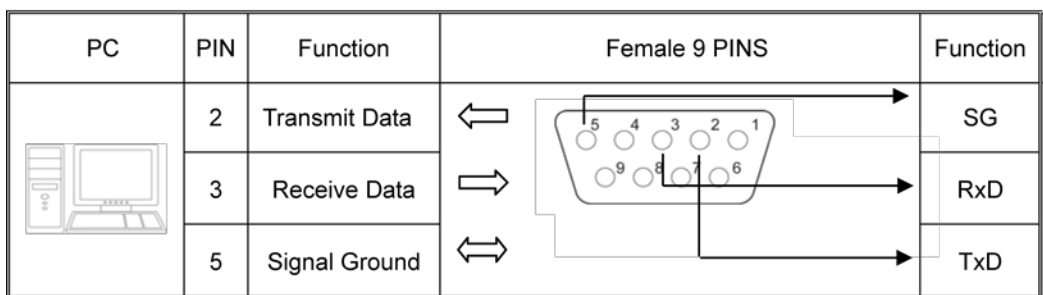 PC PIN Function Female 9 PINS Function
2 Transmit Data SG
5 4 3 2 1
9 8 7 6
3 Receive Data RxD
5 Signal Ground TxD